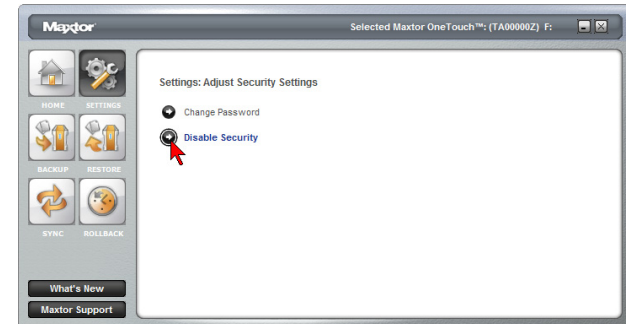 Maxtor
Selected Maxtor OneTouch™: (TA00000Z) F:
HOME SETTINGS
BACKUP RESTORE
SYNC ROLLBACK
What's New
Maxtor Support
Settings: Adjust Security Settings
Change Password
Disable Security